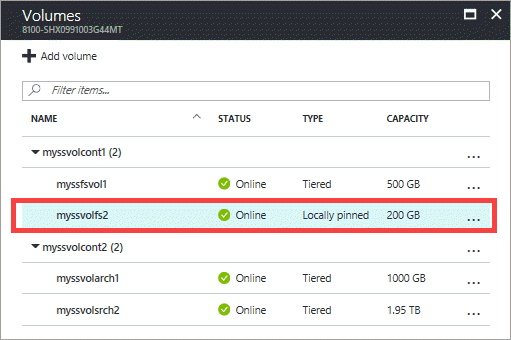 Volumes
8100-SHX0991003G44MT
Add volume
Filter items...
NAME STATUS TYPE CAPACITY
myssvolcont1 (2) ...
myssfsvol1 Online Tiered 500 GB
myssvolfs2 Online Locally pinned 200 GB ...
myssvolcont2 (2) ...
myssvolarch1 Online Tiered 1000 GB ...
myssvolsrch2 Online Tiered 1.95 TB ...